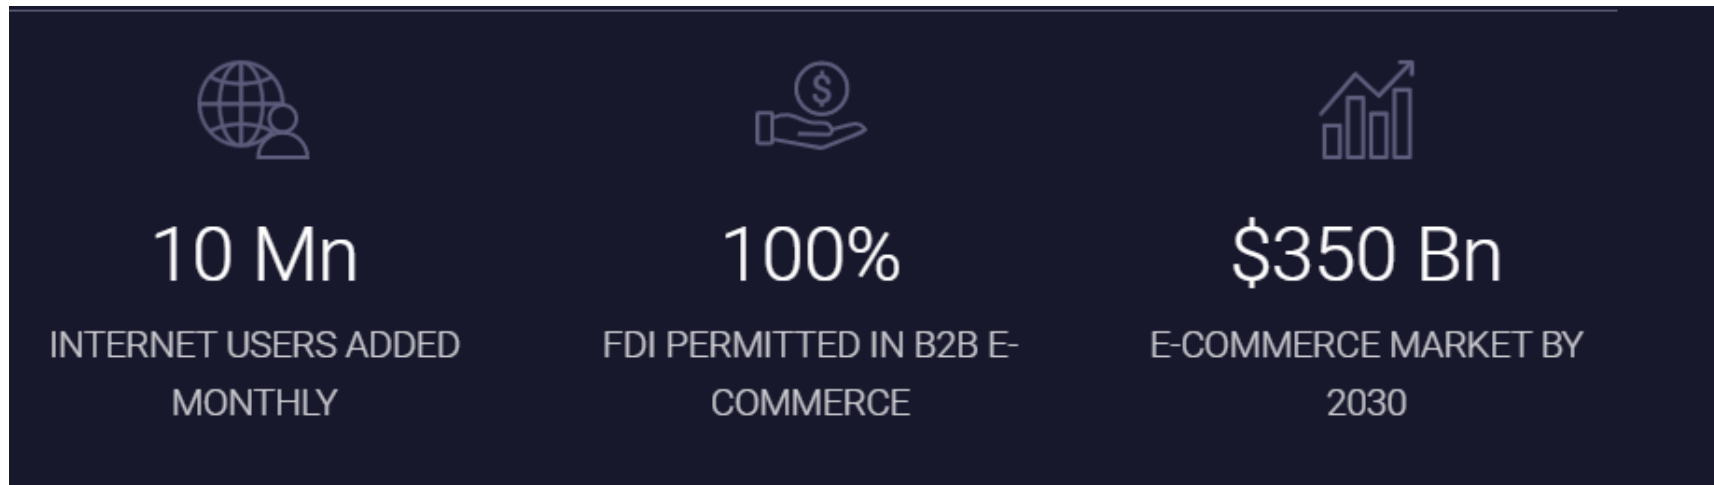 10 Mn
INTERNET USERS ADDED
MONTHLY
100%
FDI PERMITTED IN B2B E-
COMMERCE
$350 Bn
E-COMMERCE MARKET BY
2030